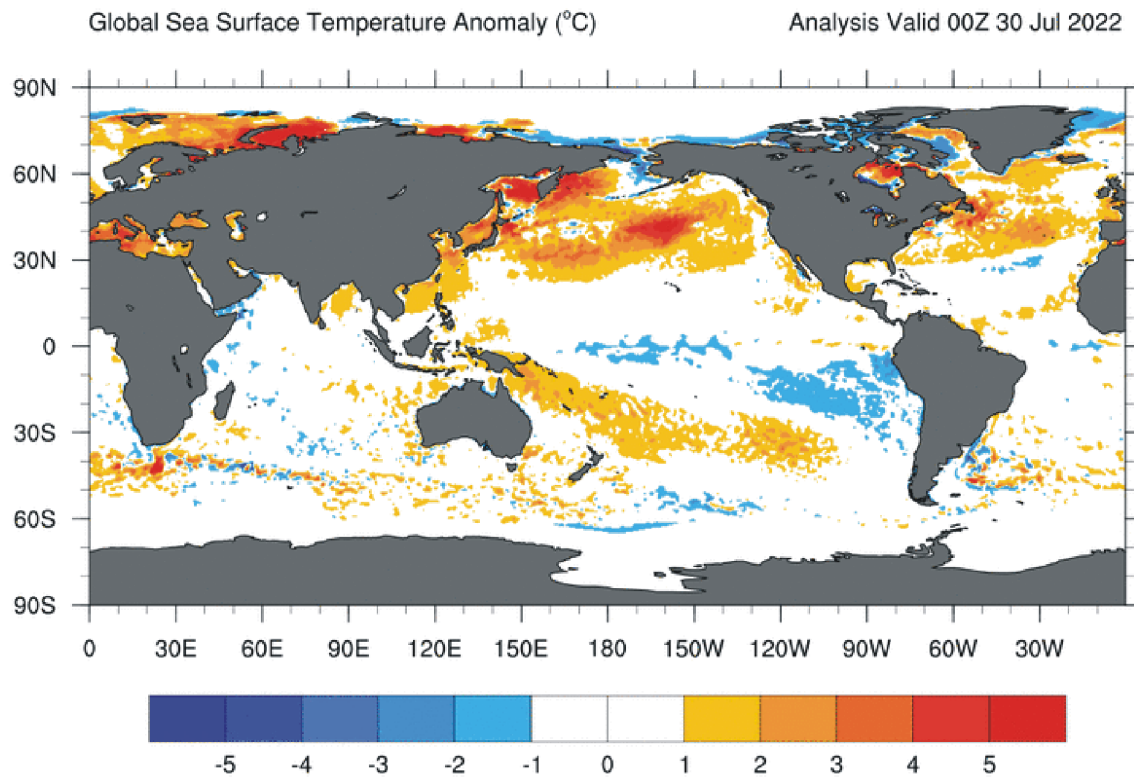 Global Sea Surface Temperature Anomaly (°C) Analysis Valid 00Z 30 Jul 2022
90N
60N
30N
0
30S
60S
90S
0 30E 60E 90E 120E 150E 180 150W 120W 90W 60W 30W
-5 -4 -3 -2 -1 0 1 2 3 4 5